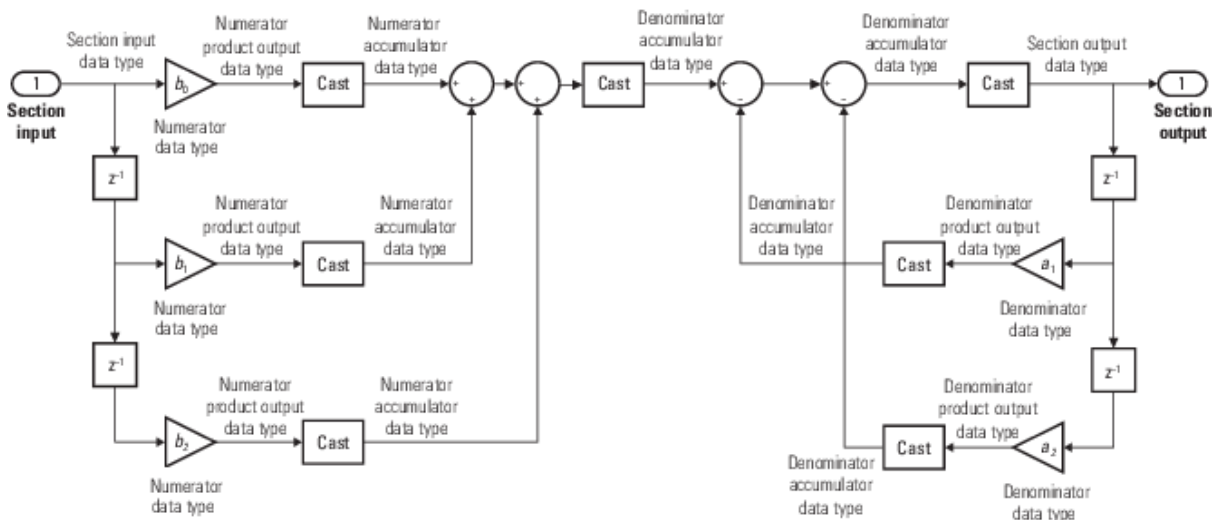 Section input
data type
Numerator
product output
data type
Numerator
accumulator
data type
Denominator
accumulator
data type
Denominator
accumulator
data type
Section output
data type
1
Section
input
b0
Cast
+
+
+
+
Cast
+
-
+
-
Cast
1
Section
output
Numerator
data type
z-1
z-1
Numerator
product output
data type
Numerator
accumulator
data type
Denominator
accumulator
data type
Denominator
product output
data type
b1
Cast
Cast
a1
Numerator
data type
Denominator
data type
z-1
z-1
Numerator
product output
data type
Numerator
accumulator
data type
Denominator
product output
data type
b2
Cast
Cast
a2
Numerator
data type
Denominator
accumulator
data type
Denominator
data type